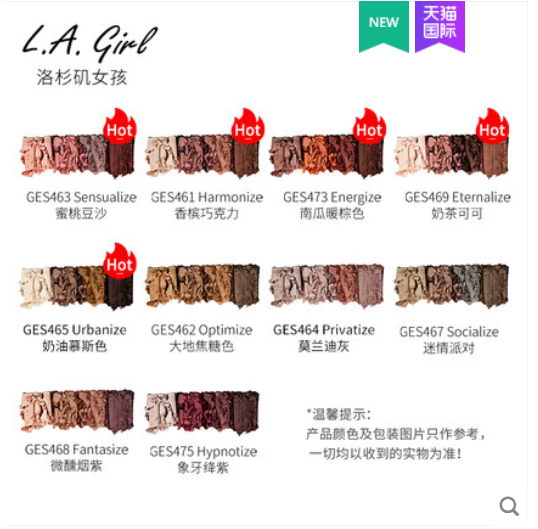 NEW
天猫
国际
L.A. Girl
洛杉矶女孩
Hot
Hot
Hot
Hot
GES463 Sensualize
蜜桃豆沙
GES461 Harmonize
香槟巧克力
GES473 Energize
南瓜暖棕色
GES469 Eternalize
奶茶可可
Hot
GES465 Urbanize
奶油慕斯色
GES462 Optimize
大地焦糖色
GES464 Privatize
莫兰迪灰
GES467 Socialize
迷情派对
GES468 Fantasize
微醺烟紫
GES475 Hypnotize
象牙绛紫
*温馨提示：
产品颜色及包装图片只作参考，
一切均以收到的实物为准！